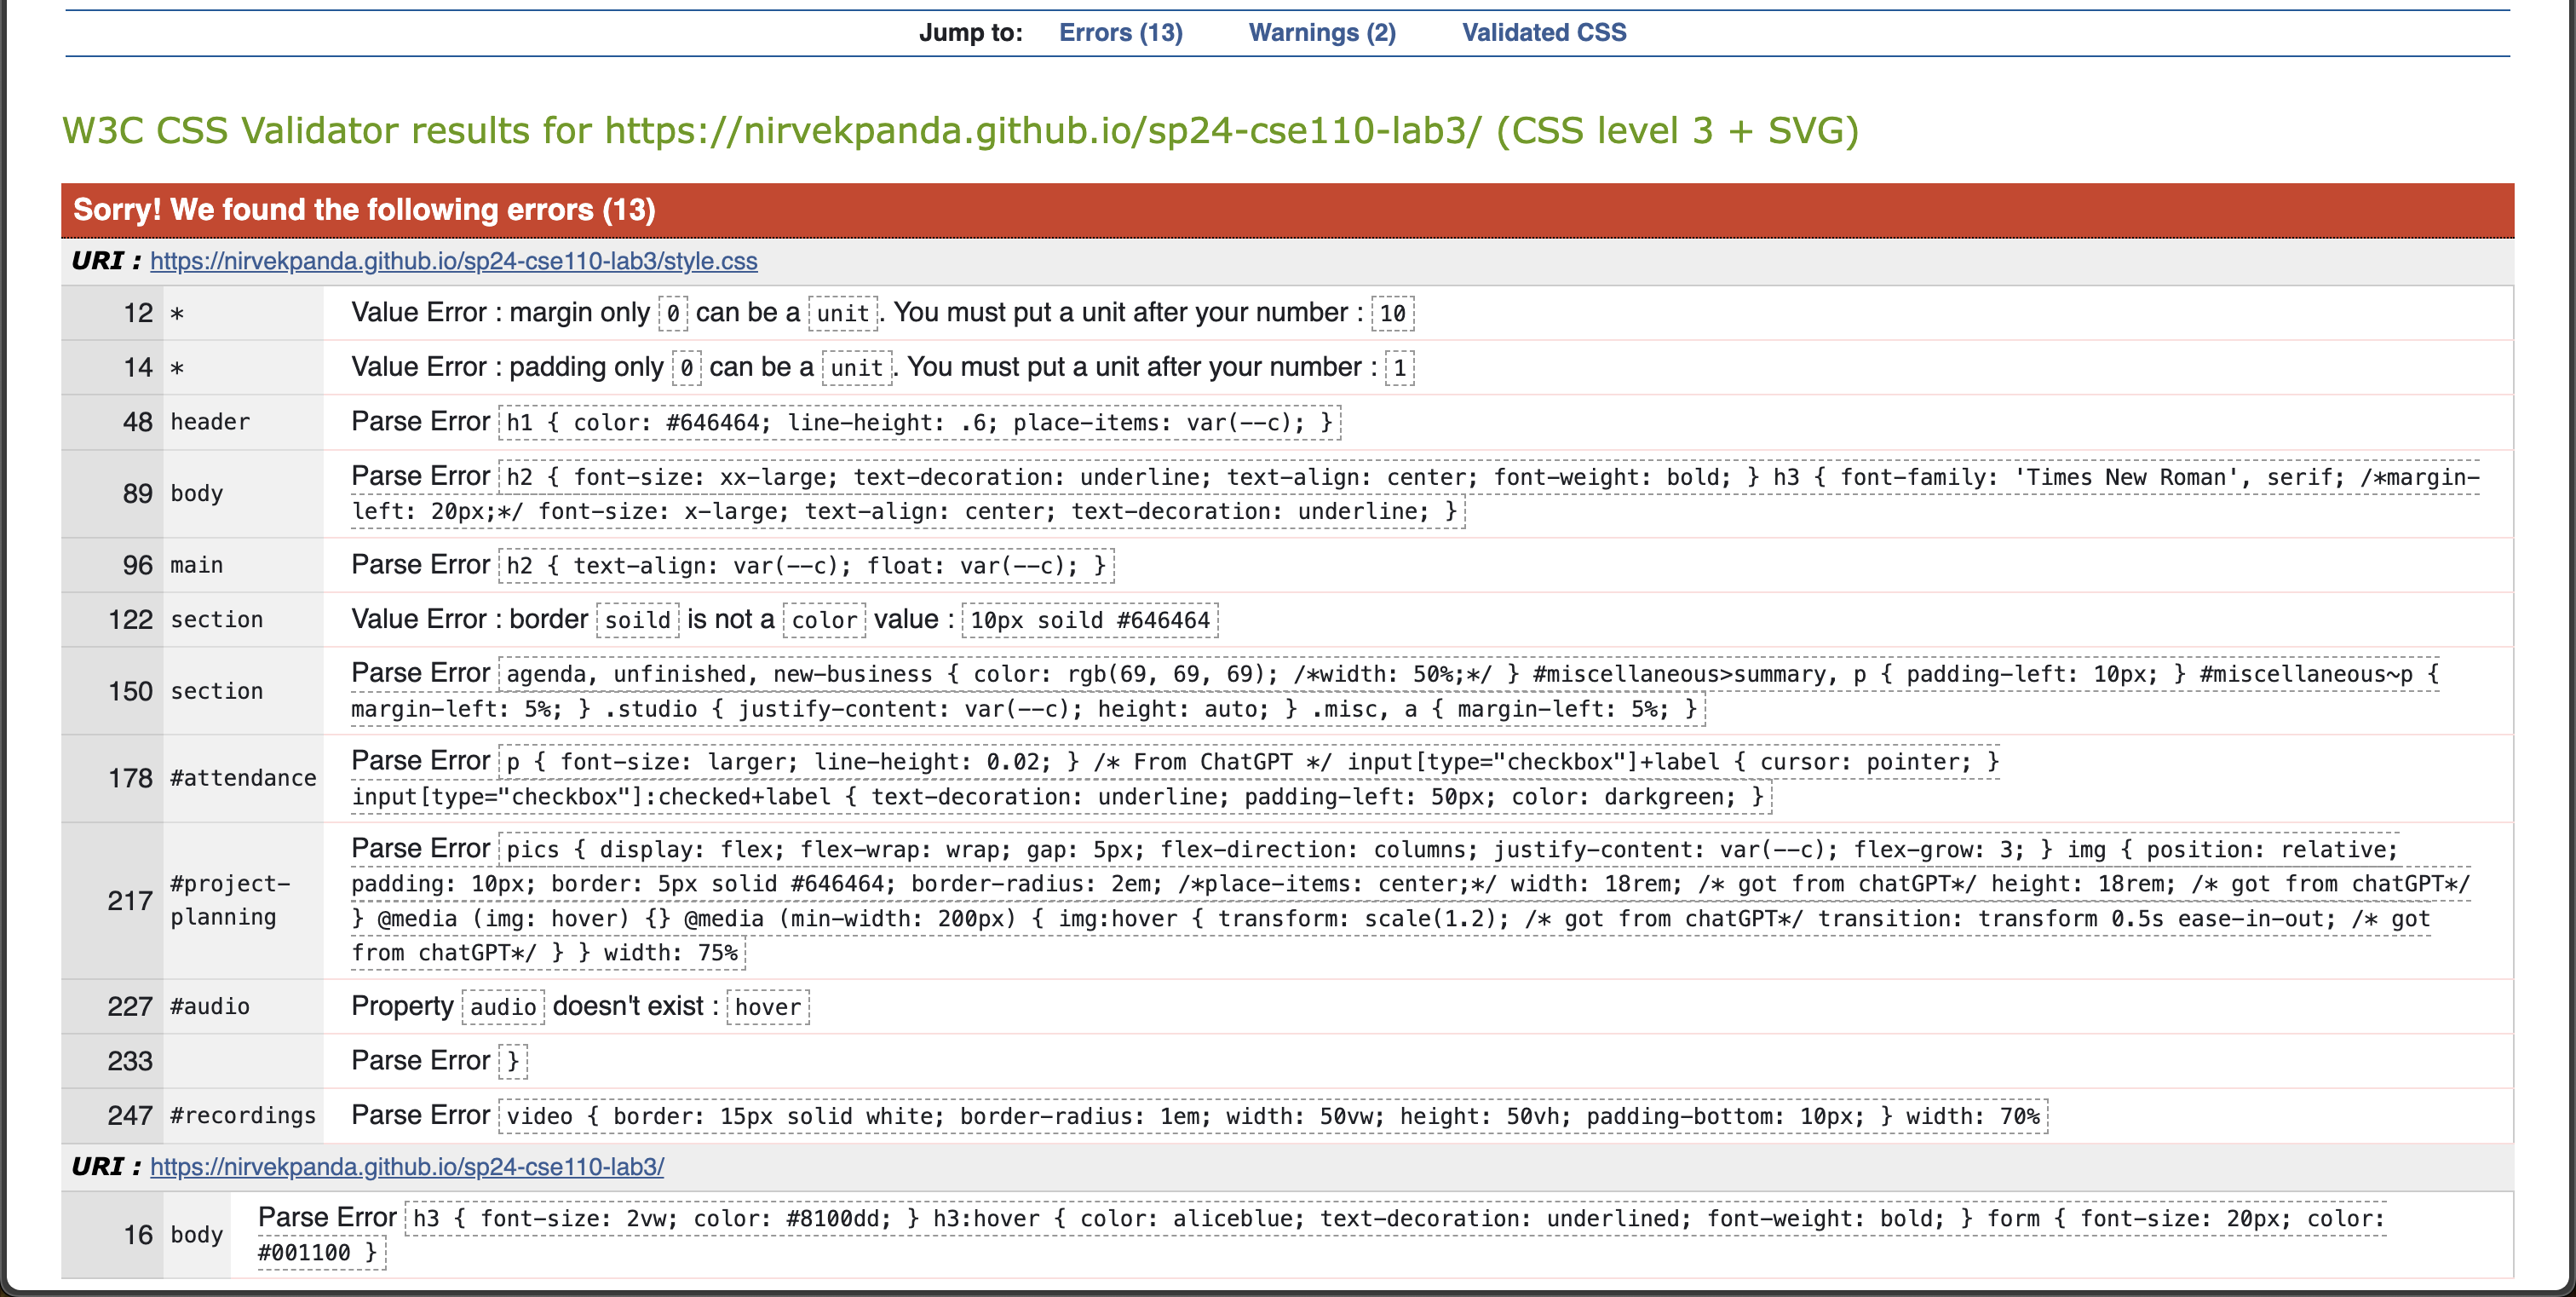 Jump to: Errors (13) Warnings (2) Validated CSS
W3C CSS Validator results for https://nirvekpanda.github.io/sp24-cse110-lab3/ (CSS level 3 + SVG)
Sorry! We found the following errors (13)
URI : https://nirvekpanda.github.io/sp24-cse110-lab3/style.css
12 * Value Error : margin only 0 can be a unit. You must put a unit after your number : 10
14 * Value Error : padding only 0 can be a unit. You must put a unit after your number : 1
48 header Parse Error h1 { color: #646464; line-height: .6; place-items: var(--c); }
89 body Parse Error h2 { font-size: xx-large; text-decoration: underline; text-align: center; font-weight: bold; } h3 { font-family: 'Times New Roman', serif; /*margin-
left: 20px;*/ font-size: x-large; text-align: center; text-decoration: underline; }
96 main Parse Error h2 { text-align: var(--c); float: var(--c); }
122 section Value Error : border soild is not a color value : 10px soild #646464
150 section Parse Error agenda, unfinished, new-business { color: rgb(69, 69, 69); /*width: 50%;*/ } #miscellaneous>summary, p { padding-left: 10px; } #miscellaneous~p {
margin-left: 5%; } .studio { justify-content: var(--c); height: auto; } .misc, a { margin-left: 5%; }
178 #attendance Parse Error p { font-size: larger; line-height: 0.02; } /* From ChatGPT */ input[type="checkbox"]+label { cursor: pointer; }
input[type="checkbox"]:checked+label { text-decoration: underline; padding-left: 50px; color: darkgreen; }
217 #project-
planning Parse Error pics { display: flex; flex-wrap: wrap; gap: 5px; flex-direction: columns; justify-content: var(--c); flex-grow: 3; } img { position: relative;
padding: 10px; border: 5px solid #646464; border-radius: 2em; /*place-items: center;*/ width: 18rem; /* got from chatGPT*/ height: 18rem; /* got from chatGPT*/
} @media (img: hover) {} @media (min-width: 200px) { img:hover { transform: scale(1.2); /* got from chatGPT*/ transition: transform 0.5s ease-in-out; /* got
from chatGPT*/ } } width: 75%
227 #audio Property audio doesn't exist : hover
233 Parse Error }
247 #recordings Parse Error video { border: 15px solid white; border-radius: 1em; width: 50vw; height: 50vh; padding-bottom: 10px; } width: 70%
URI : https://nirvekpanda.github.io/sp24-cse110-lab3/
16 body Parse Error h3 { font-size: 2vw; color: #8100dd; } h3:hover { color: aliceblue; text-decoration: underlined; font-weight: bold; } form { font-size: 20px; color:
#001100 }